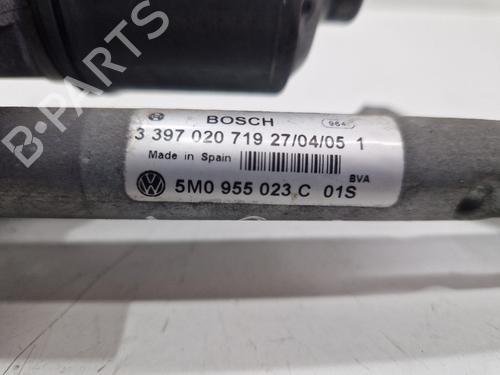 BOSCH 964
3 397 020 719 27/04/05 1
Made in Spain
BVA
5M0 955 023 C 01S
B-PARTS